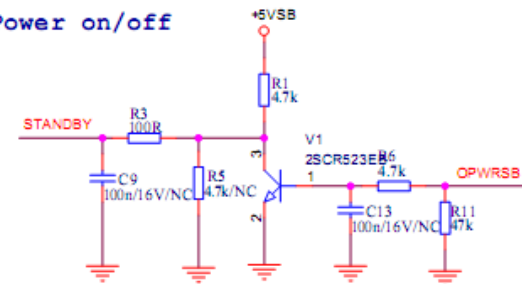 Power on/off
+5VSB
R1
4.7k
STANDBY
R3
100R
V1
2SCR523EB
R6
4.7k
3
1
2
OPWRSB
C9
100n/16V/NC
R5
4.7k/NC
C13
100n/16V/NC
R11
47k